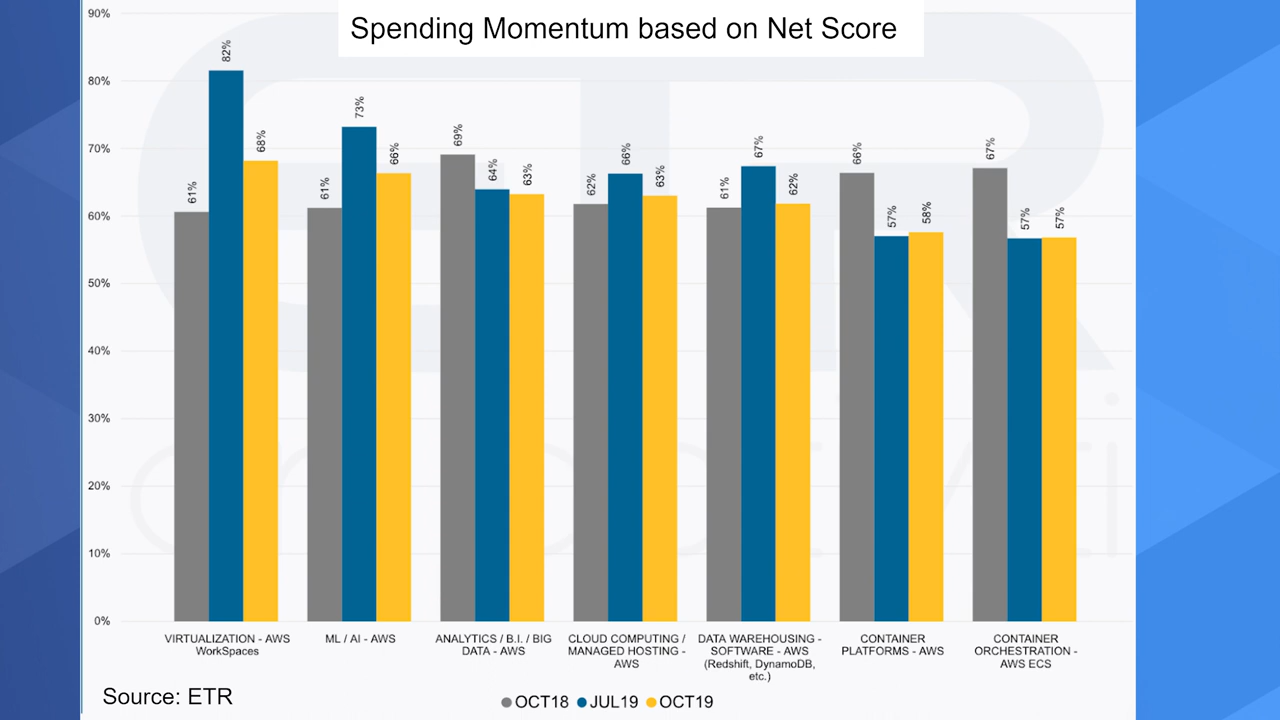 Spending Momentum based on Net Score
90%
80%
70%
60%
50%
40%
30%
20%
10%
0%
61%
82%
68%
61%
73%
66%
69%
64%
63%
62%
66%
63%
61%
67%
62%
66%
57%
58%
67%
57%
57%
VIRTUALIZATION - AWS
WorkSpaces
ML / AI - AWS
ANALYTICS / B.I. / BIG
DATA - AWS
CLOUD COMPUTING /
MANAGED HOSTING -
AWS
DATA WAREHOUSING -
SOFTWARE - AWS
(Redshift, DynamoDB,
etc.)
CONTAINER
PLATFORMS - AWS
CONTAINER
ORCHESTRATION -
AWS ECS
Source: ETR
OCT18 JUL19 OCT19